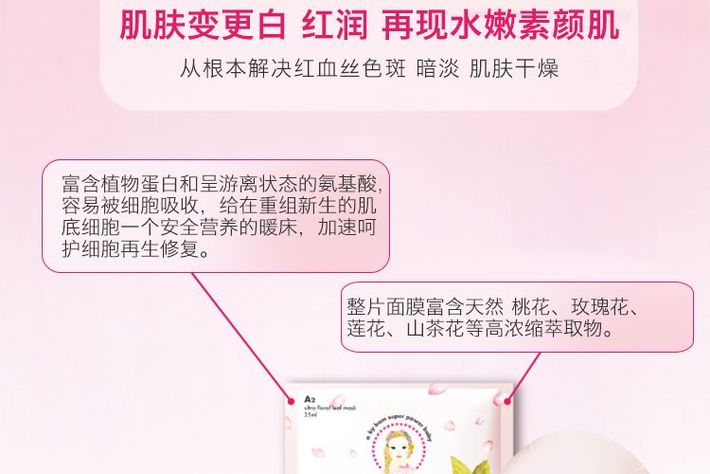 肌肤变更白 红润 再现水嫩素颜肌
从根本解决红血丝色斑 暗淡 肌肤干燥
富含植物蛋白和呈游离状态的氨基酸,
容易被细胞吸收，给在重组新生的肌
底细胞一个安全营养的暖床，加速呵
护细胞再生修复。
整片面膜富含天然 桃花、玫瑰花、
莲花、山茶花等高浓缩萃取物。
A2
ultra floral leaf mask
25ml
a by bom super power baby